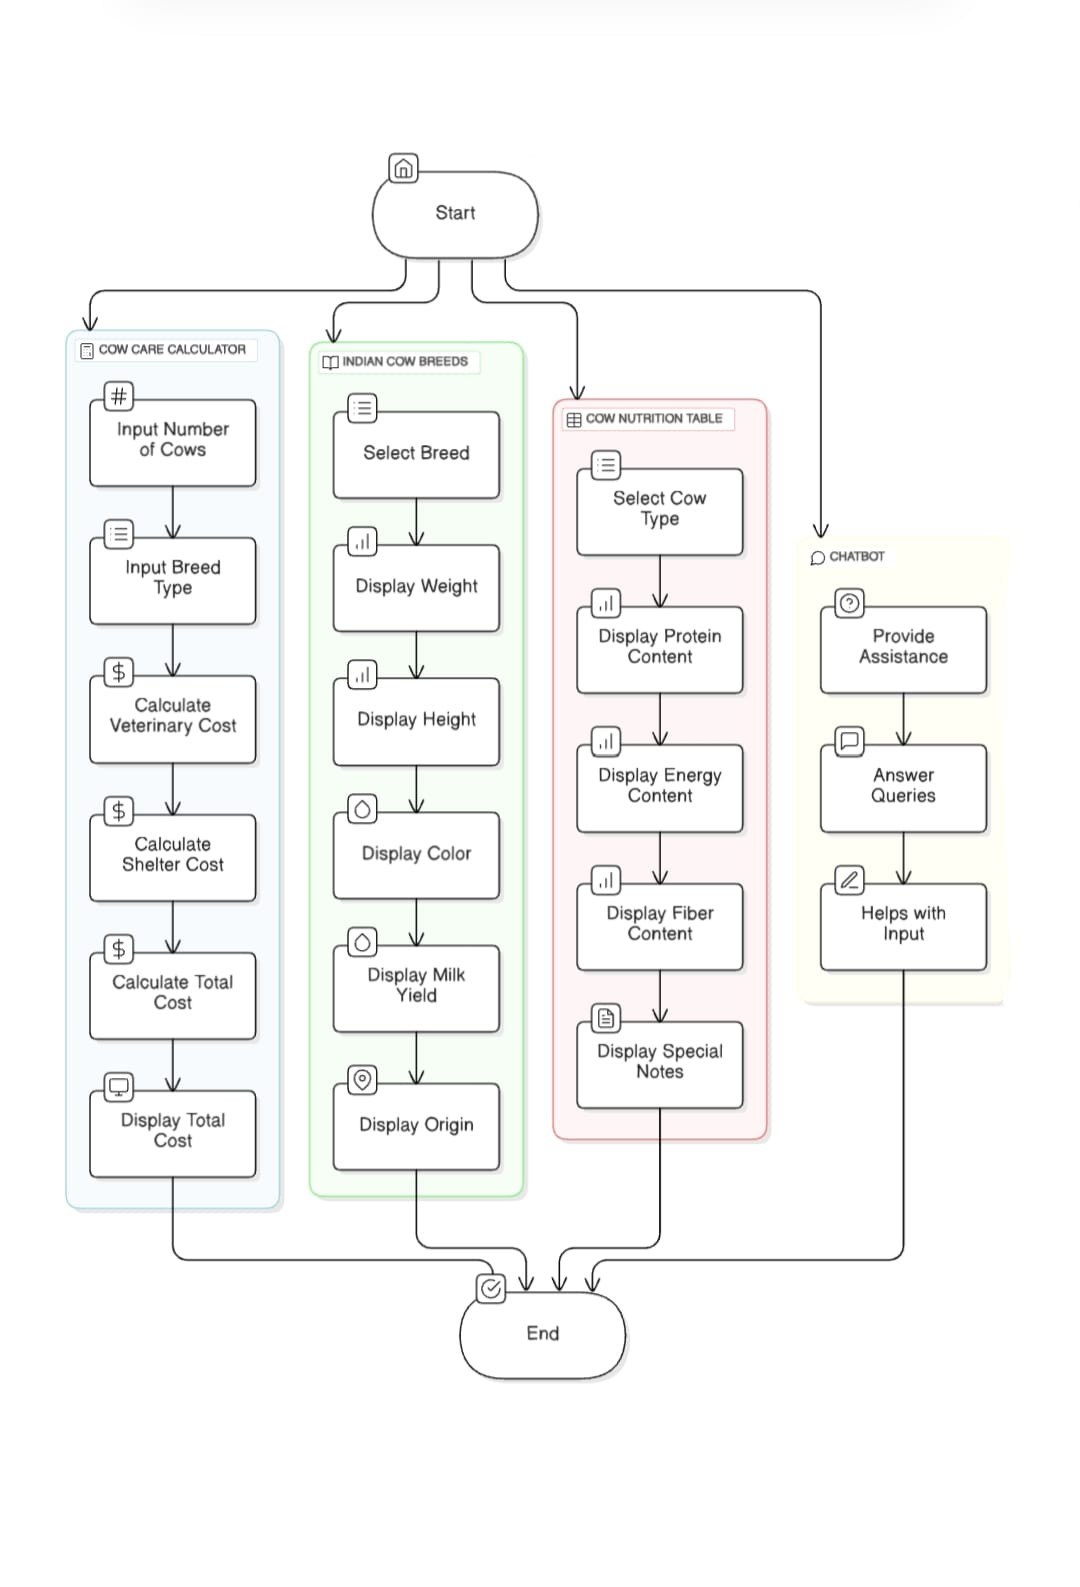 Start
COW CARE CALCULATOR
#
Input Number
of Cows
Input Breed
Type
$
Calculate
Veterinary Cost
$
Calculate
Shelter Cost
$
Calculate Total
Cost
Display Total
Cost
INDIAN COW BREEDS
Select Breed
Display Weight
Display Height
Display Color
Display Milk
Yield
Display Origin
COW NUTRITION TABLE
Select Cow
Type
Display Protein
Content
Display Energy
Content
Display Fiber
Content
Display Special
Notes
CHATBOT
?
Provide
Assistance
Answer
Queries
Helps with
Input
End